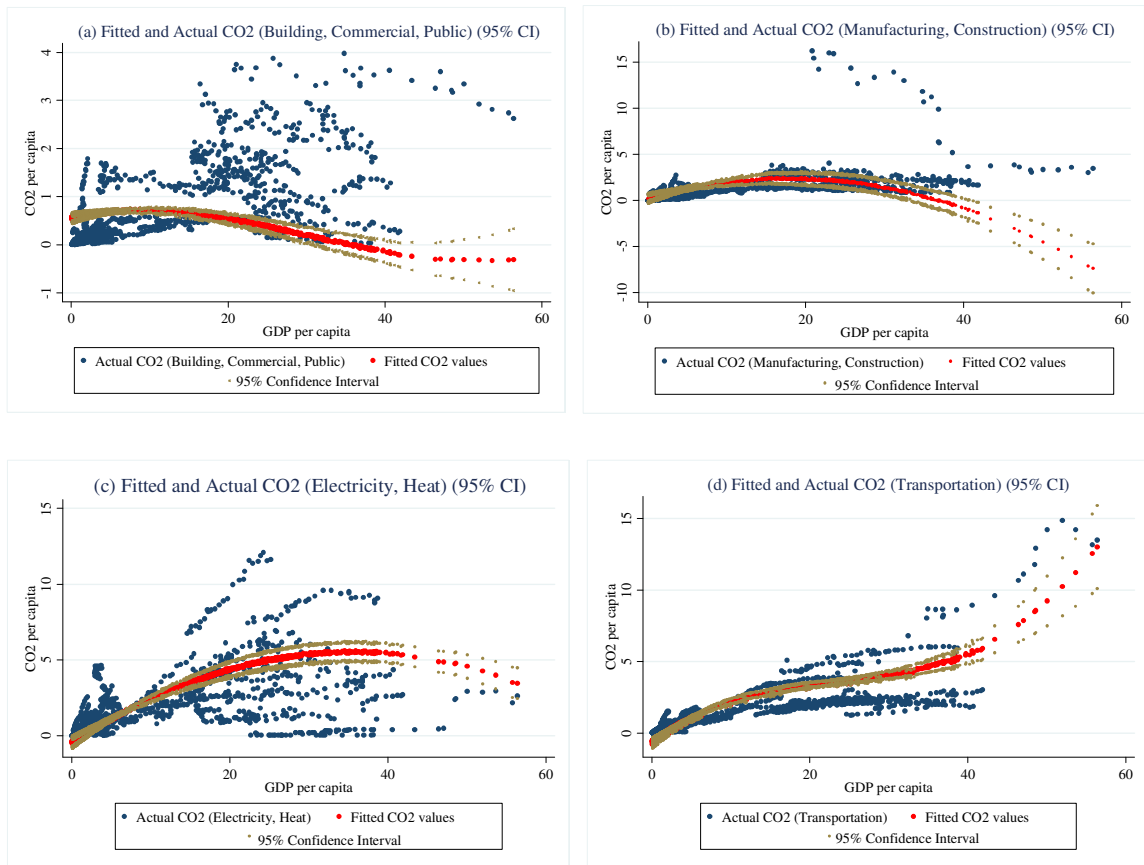 (a) Fitted and Actual CO2 (Building, Commercial, Public) (95% CI)
CO2 per capita
4
3
2
1
0
-1
0 20 40 60
GDP per capita
Actual CO2 (Building, Commercial, Public) Fitted CO2 values
95% Confidence Interval
(b) Fitted and Actual CO2 (Manufacturing, Construction) (95% CI)
CO2 per capita
15
10
5
0
-5
-10
0 20 40 60
GDP per capita
Actual CO2 (Manufacturing, Construction) Fitted CO2 values
95% Confidence Interval
(c) Fitted and Actual CO2 (Electricity, Heat) (95% CI)
CO2 per capita
15
10
5
0
0 20 40 60
GDP per capita
Actual CO2 (Electricity, Heat) Fitted CO2 values
95% Confidence Interval
(d) Fitted and Actual CO2 (Transportation) (95% CI)
CO2 per capita
15
10
5
0
0 20 40 60
GDP per capita
Actual CO2 (Transportation) Fitted CO2 values
95% Confidence Interval